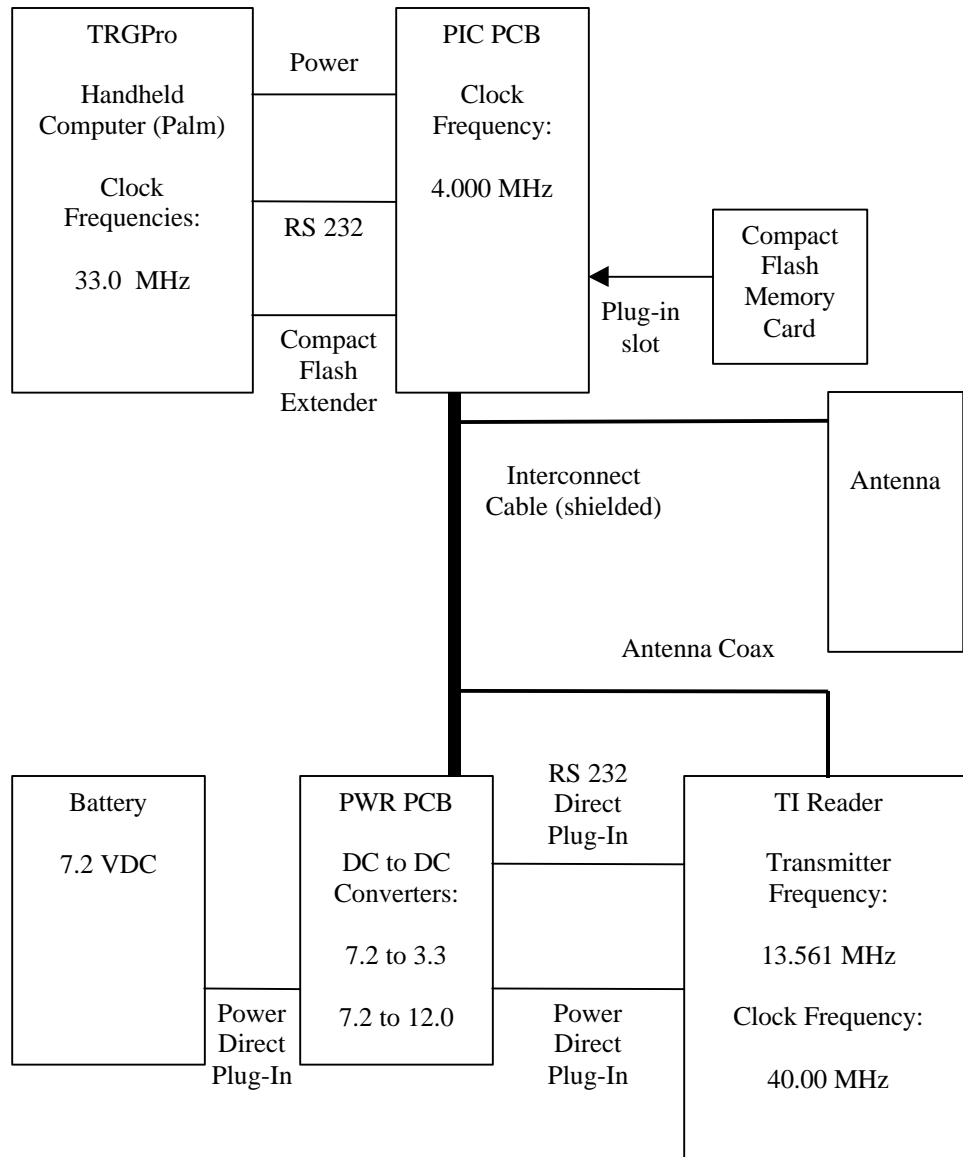 TRGPro
Handheld
Computer (Palm)
Clock
Frequencies:
33.0 MHz
Power
RS 232
Compact
Flash
Extender
PIC PCB
Clock
Frequency:
4.000 MHz
Plug-in
slot
Compact
Flash
Memory
Card
Interconnect
Cable (shielded)
Antenna
Antenna Coax
Battery
7.2 VDC
Power
Direct
Plug-In
PWR PCB
DC to DC
Converters:
7.2 to 3.3
7.2 to 12.0
RS 232
Direct
Plug-In
Power
Direct
Plug-In
TI Reader
Transmitter
Frequency:
13.561 MHz
Clock Frequency:
40.00 MHz